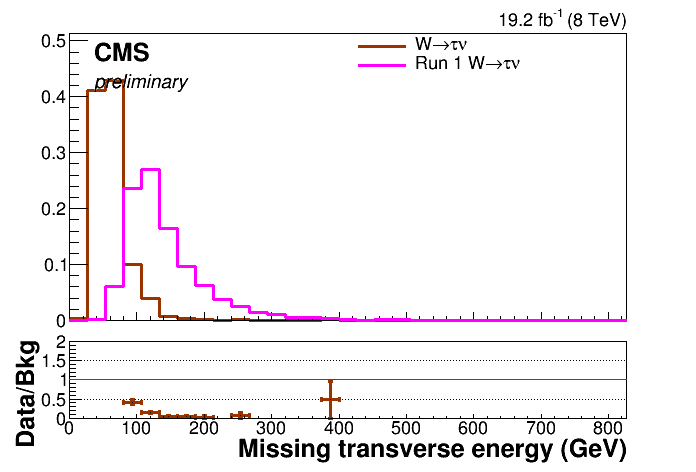 19.2 fb⁻¹ (8 TeV)
CMS
preliminary
W→τν
Run 1 W→τν
0.5
0.4
0.3
0.2
0.1
0
2
1.5
1
0.5
0
Data/Bkg
0 100 200 300 400 500 600 700 800
Missing transverse energy (GeV)